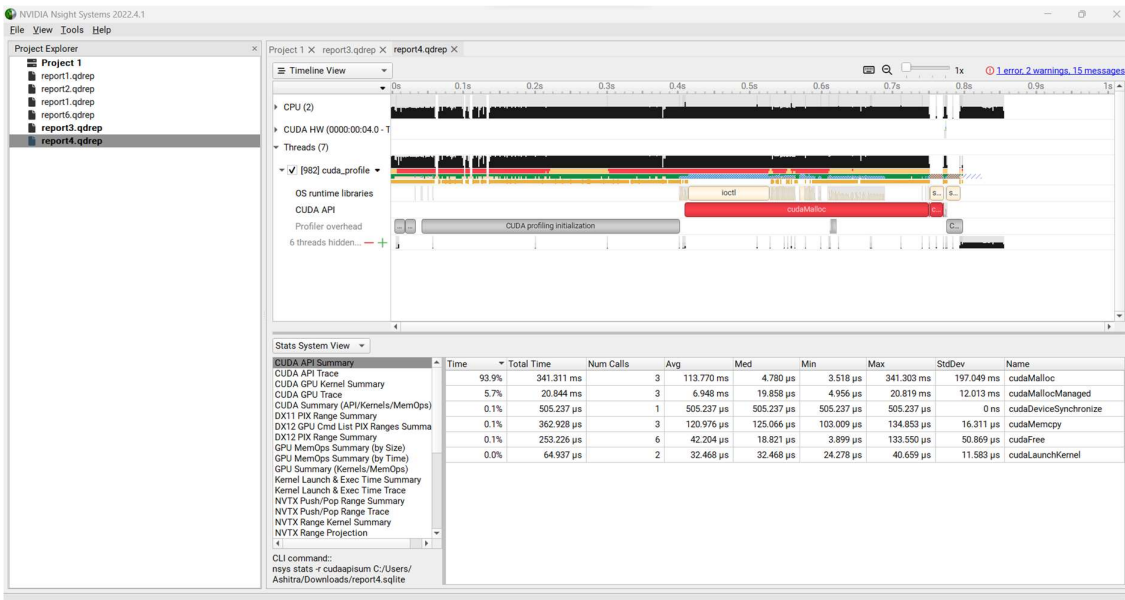 NVIDIA Nsight Systems 2022.4.1
File View Tools Help
Project Explorer
Project 1
report1.qdrep
report2.qdrep
report1.qdrep
report6.qdrep
report3.qdrep
report4.qdrep
Project 1 report3.qdrep report4.qdrep
Timeline View 1x 1 error, 2 warnings, 15 messages
0s 0.1s 0.2s 0.3s 0.4s 0.5s 0.6s 0.7s 0.8s 0.9s 1s
CPU (2)
CUDA HW (0000:00:04.0 - T
Threads (7)
[982] cuda_profile
OS runtime libraries ioctl s... s...
CUDA API cudaMalloc c...
Profiler overhead ... ... CUDA profiling initialization C...
6 threads hidden...
Stats System View
CUDA API Summary
CUDA API Trace
CUDA GPU Kernel Summary
CUDA GPU Trace
CUDA Summary (API/Kernels/MemOps)
DX11 PIX Range Summary
DX12 GPU Cmd List PIX Ranges Summa
DX12 PIX Range Summary
GPU MemOps Summary (by Size)
GPU MemOps Summary (by Time)
GPU Summary (Kernels/MemOps)
Kernel Launch & Exec Time Summary
Kernel Launch & Exec Time Trace
NVTX Push/Pop Range Summary
NVTX Push/Pop Range Trace
NVTX Range Kernel Summary
NVTX Range Projection
CLI command::
nsys stats -r cudaapisum C:/Users/
Ashitra/Downloads/report4.sqlite
Time Total Time Num Calls Avg Med Min Max StdDev Name
93.9% 341.311 ms 3 113.770 ms 4.780 μs 3.518 μs 341.303 ms 197.049 ms cudaMalloc
5.7% 20.844 ms 3 6.948 ms 19.858 μs 4.956 μs 20.819 ms 12.013 ms cudaMallocManaged
0.1% 505.237 μs 1 505.237 μs 505.237 μs 505.237 μs 505.237 μs 0 ns cudaDeviceSynchronize
0.1% 362.928 μs 3 120.976 μs 125.066 μs 103.009 μs 134.853 μs 16.311 μs cudaMemcpy
0.1% 253.226 μs 6 42.204 μs 18.821 μs 3.899 μs 133.550 μs 50.869 μs cudaFree
0.0% 64.937 μs 2 32.468 μs 32.468 μs 24.278 μs 40.659 μs 11.583 μs cudaLaunchKernel